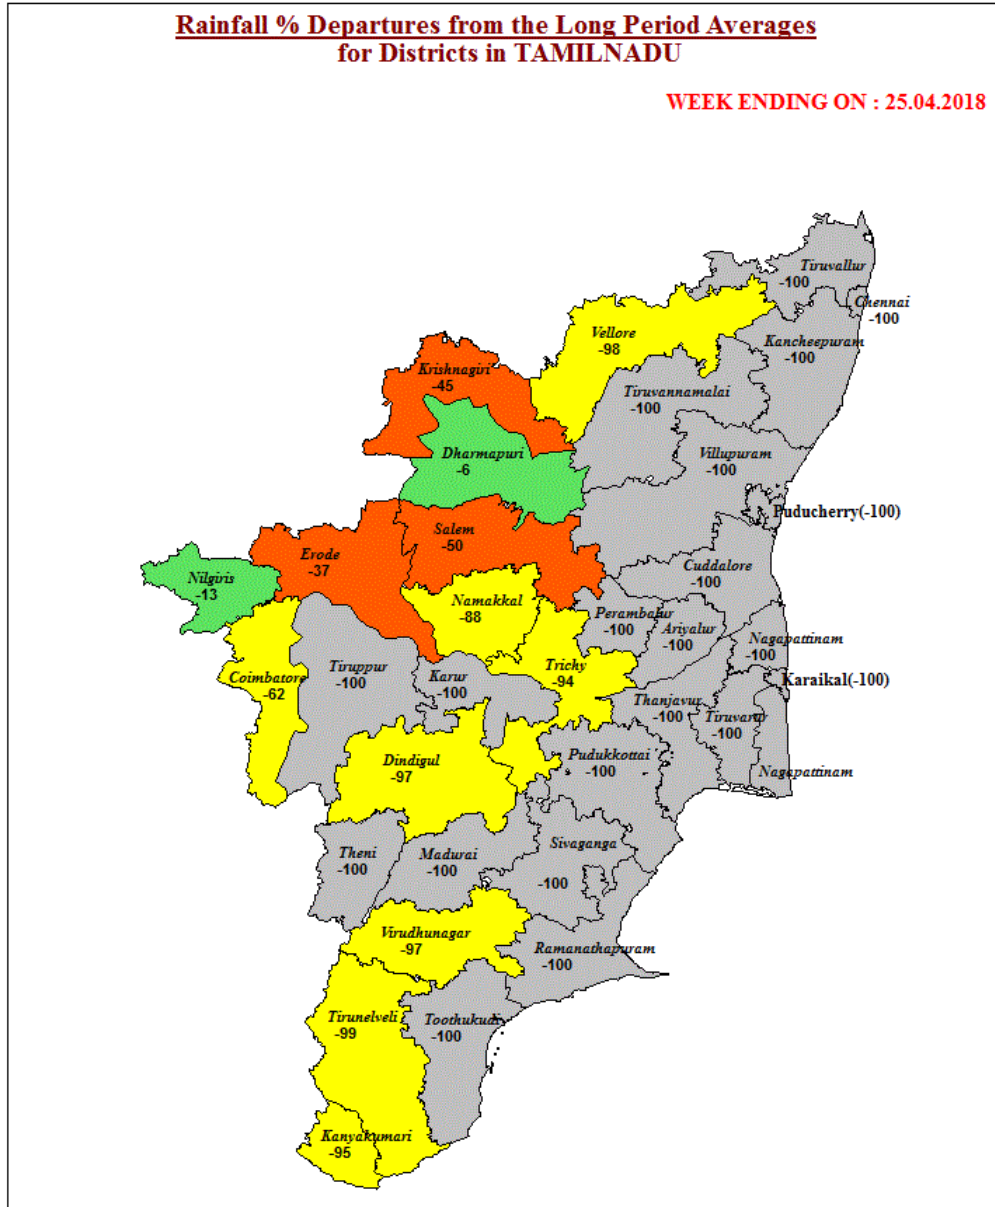 Rainfall % Departures from the Long Period Averages
for Districts in TAMILNADU
WEEK ENDING ON : 25.04.2018
Tiruvallur
-100
Chennai
-100
Kancheepuram
-100
Vellore
-98
Krishnagiri
-45
Tiruvannamalai
-100
Dharmapuri
-6
Villupuram
-100
Puducherry(-100)
Salem
-50
Erode
-37
Cuddalore
-100
Nilgiris
-13
Namakkal
-88
Perambalur
-100
Ariyalur
-100
Nagapattinam
-100
Coimbatore
-62
Tiruppur
-100
Karur
-100
Trichy
-94
Karaikal(-100)
Thanjavur
-100
Tiruvarur
-100
Dindigul
-97
Pudukkottai
-100
Nagapattinam
Theni
-100
Madurai
-100
Sivaganga
-100
Virudhunagar
-97
Ramanathapuram
-100
Tirunelveli
-99
Toothukudi
-100
Kanyakumari
-95